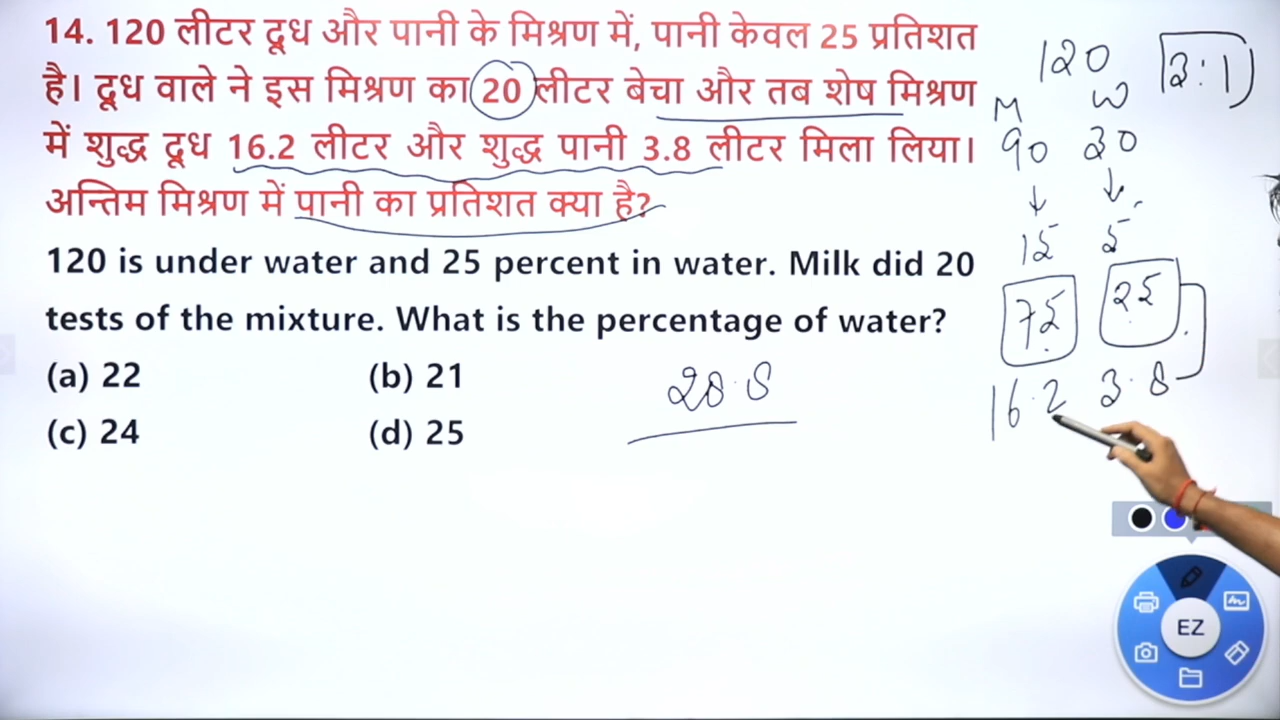 14. 120 लीटर दूध और पानी के मिश्रण में, पानी केवल 25 प्रतिशत
है। दूध वाले ने इस मिश्रण का 20 लीटर बेचा और तब शेष मिश्रण
में शुद्ध दूध 16.2 लीटर और शुद्ध पानी 3.8 लीटर मिला लिया।
अन्तिम मिश्रण में पानी का प्रतिशत क्या है?
120 is under water and 25 percent in water. Milk did 20
tests of the mixture. What is the percentage of water?
(a) 22 (b) 21
(c) 24 (d) 25
28.8
120 3:1
M W
90 30
15 5
75 25
16.2 3.8
EZ